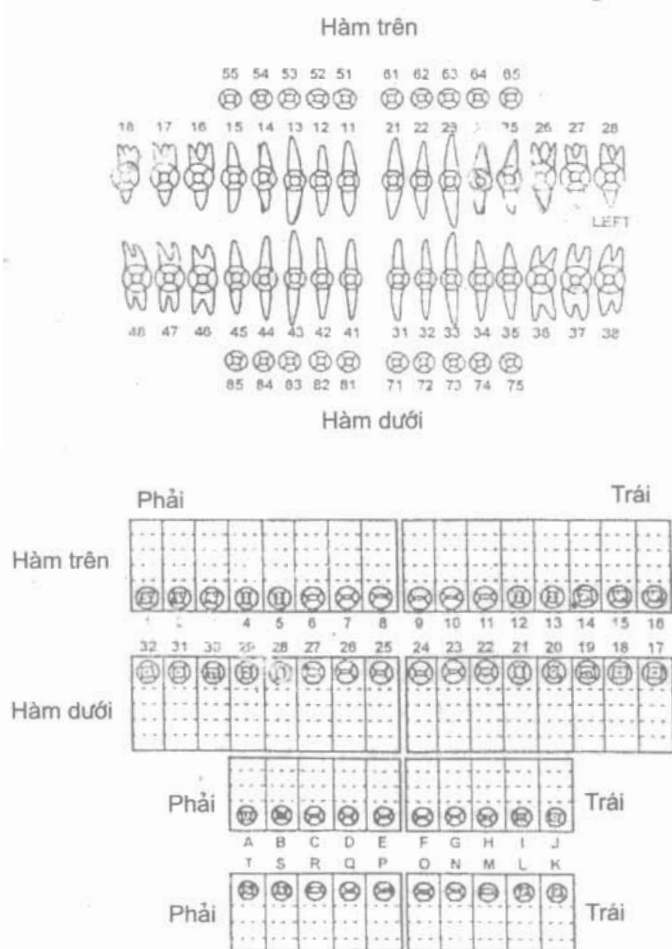 Hàm trên
55 54 53 52 51 61 62 63 64 65
18 17 16 15 14 13 12 11 21 22 23 25 26 27 28
LEFT
48 47 46 45 44 43 42 41 31 32 33 34 35 36 37 38
85 84 83 82 81 71 72 73 74 75
Hàm dưới
Phải Trái
Hàm trên
4 5 6 7 8 9 10 11 12 13 14 15 16
32 31 30 29 28 27 26 25 24 23 22 21 20 19 18 17
Hàm dưới
Phải Trái
A B C D E F G H I J
T S R Q P O N M L K
Phải Trái